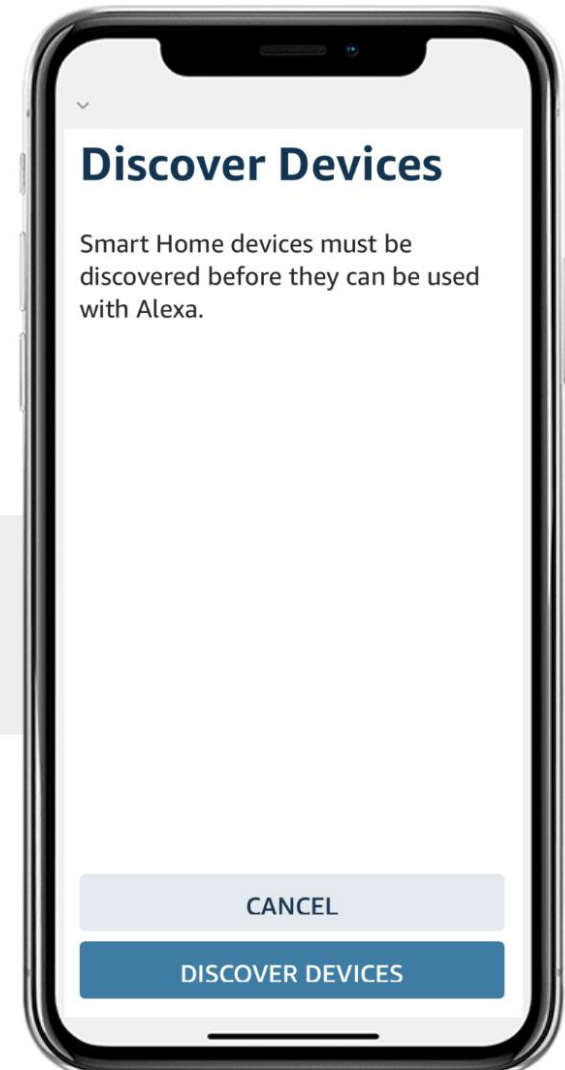 Discover Devices
Smart Home devices must be
discovered before they can be used
with Alexa.
CANCEL
DISCOVER DEVICES